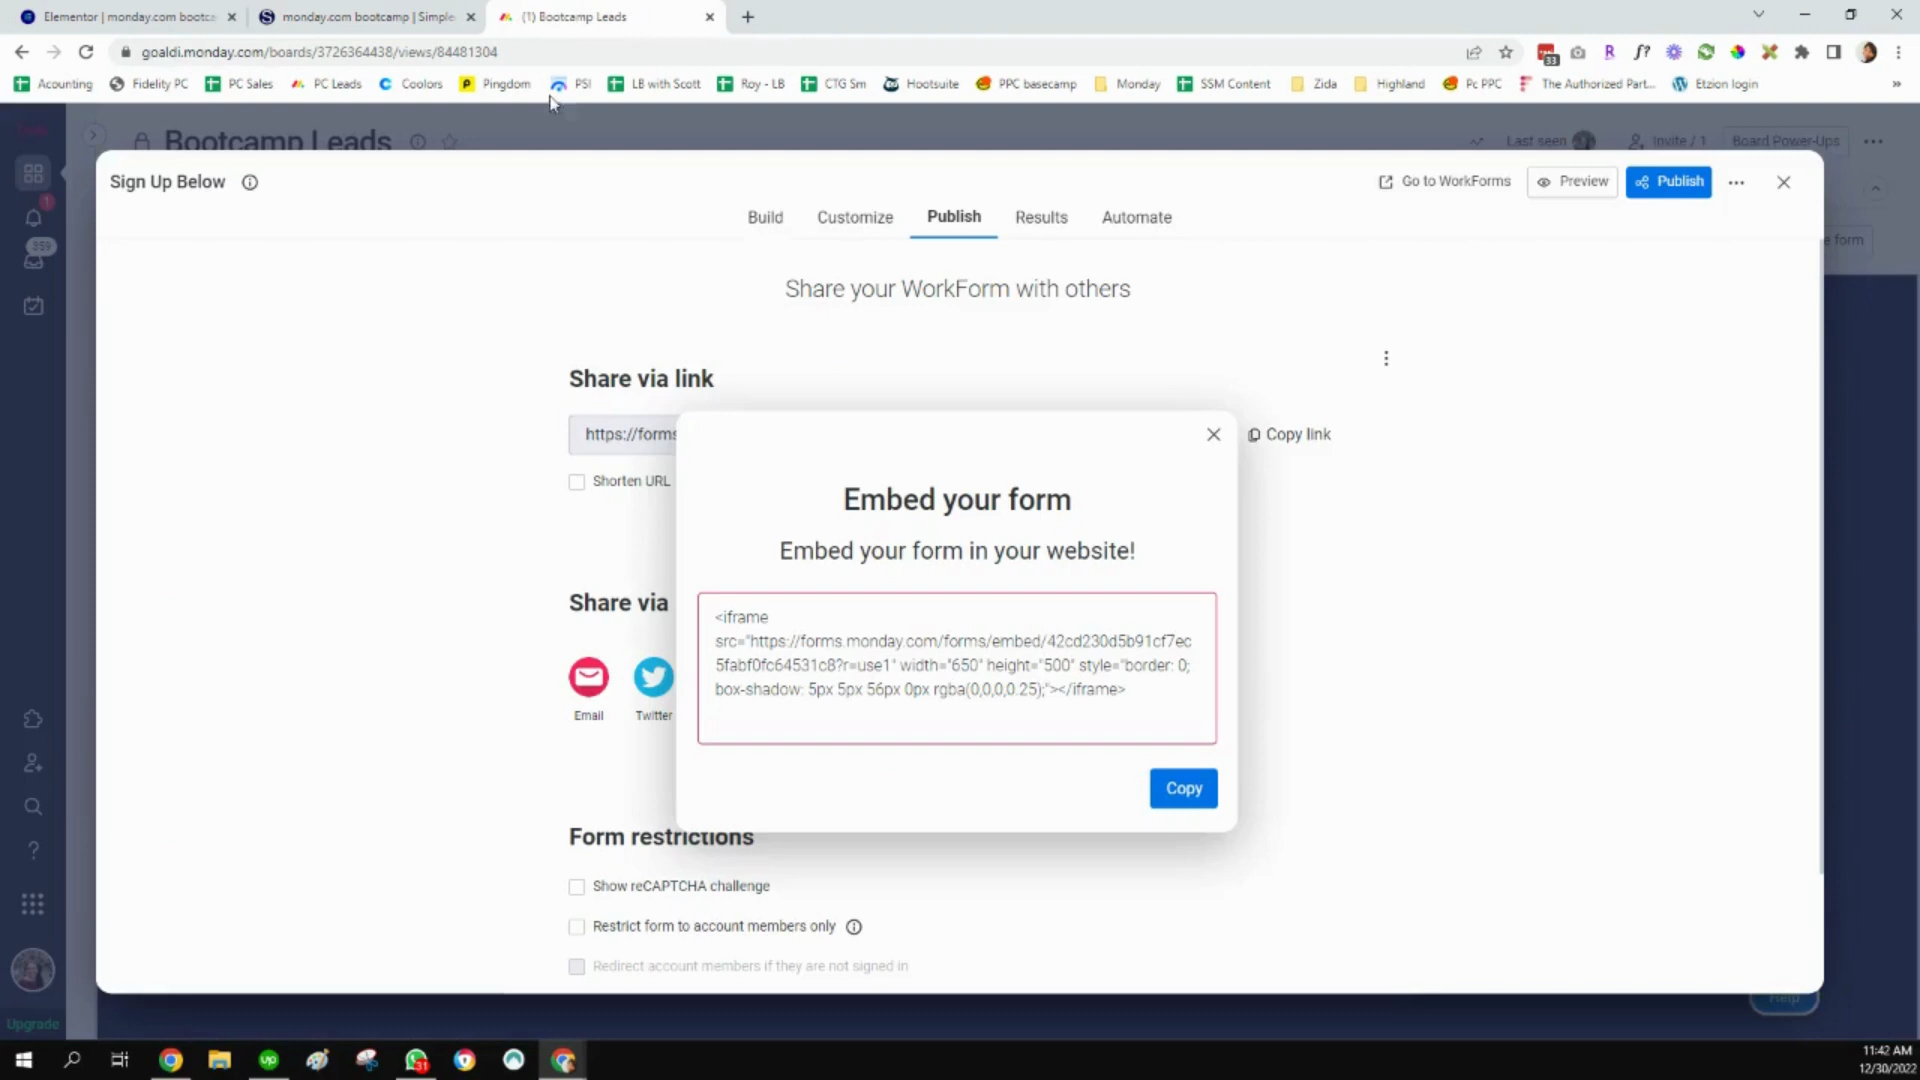 Elementor | monday.com bootca
monday.com bootcamp | Simple
(1) Bootcamp Leads
goaldi.monday.com/boards/3726364438/views/84481304
33
Acounting
Fidelity PC
PC Sales
PC Leads
Coolors
Pingdom
PSI
LB with Scott
Roy - LB
CTG Sm
Hootsuite
PPC basecamp
Monday
SSM Content
Zida
Highland
Pc PPC
The Authorized Part...
Etzion login
Bootcamp Leads
Last seen
Invite / 1
Board Power-Ups
Sign Up Below
Go to WorkForms
Preview
Publish
Build
Customize
Publish
Results
Automate
1
359
e form
Share your WorkForm with others
Share via link
https://forms
Copy link
Shorten URL
Embed your form
Embed your form in your website!
Share via
<iframe
src="https://forms.monday.com/forms/embed/42cd230d5b91cf7ec
5fabf0fc64531c8?r=use1" width="650" height="500" style="border: 0;
box-shadow: 5px 5px 56px 0px rgba(0,0,0,0.25);"></iframe>
Email
Twitter
Copy
Form restrictions
Show reCAPTCHA challenge
Restrict form to account members only
Redirect account members if they are not signed in
Help
Upgrade
up
31
11:42 AM
12/30/2022